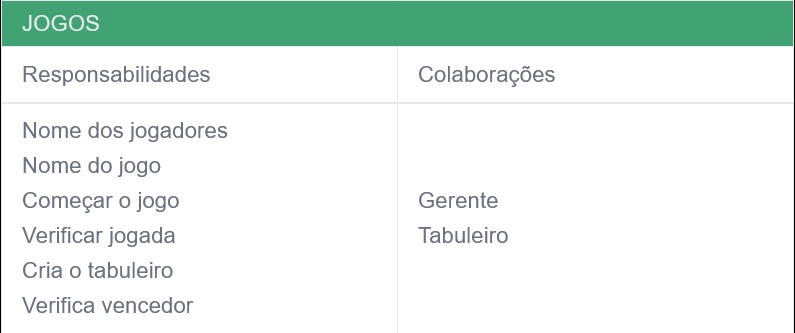 JOGOS
Responsabilidades
Colaborações
Nome dos jogadores
Nome do jogo
Começar o jogo
Verificar jogada
Cria o tabuleiro
Verifica vencedor
Gerente
Tabuleiro